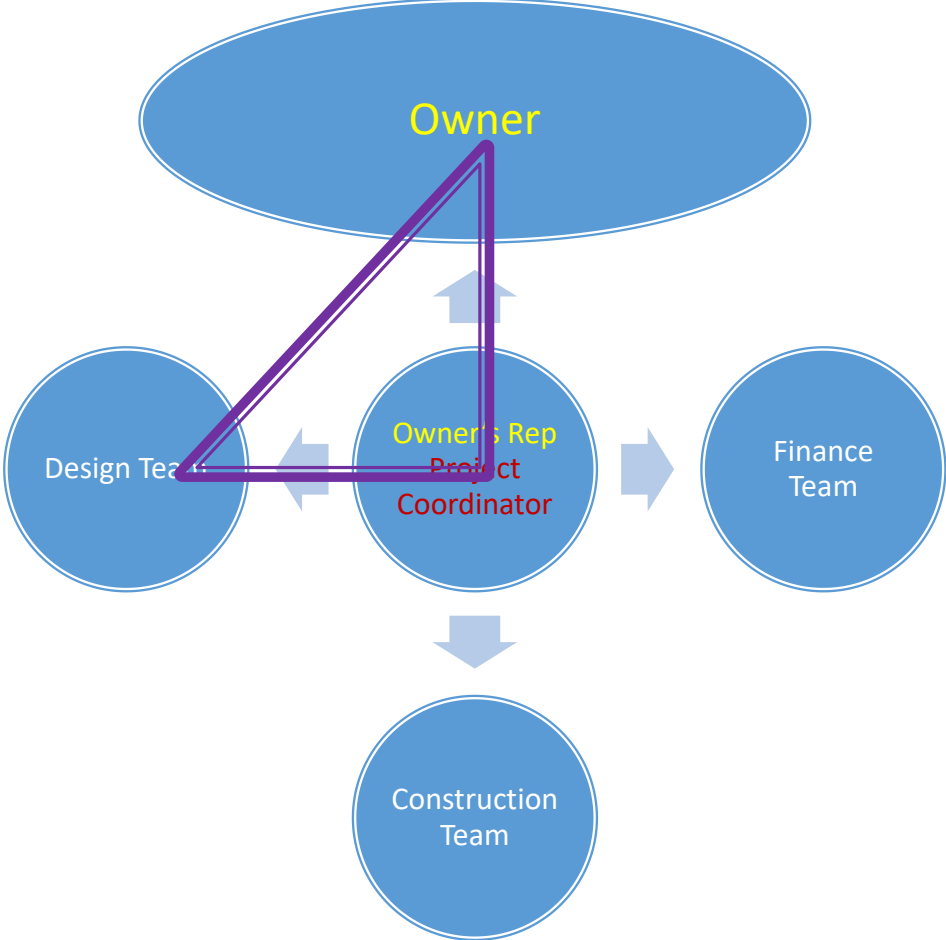 Owner
Design Team
Owner's Rep
Project
Coordinator
Finance
Team
Construction
Team